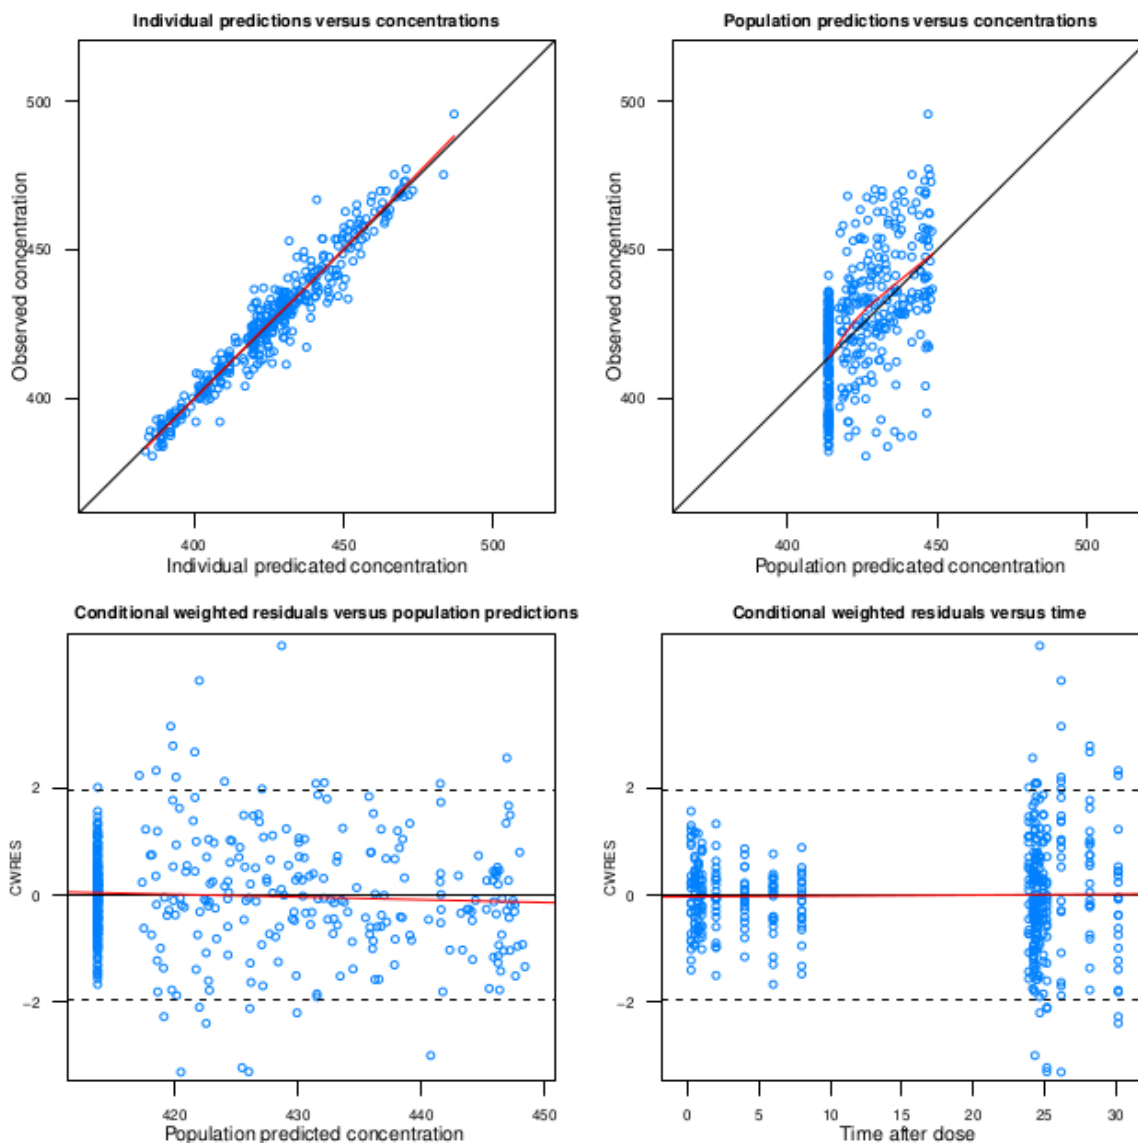 Individual predictions versus concentrations
Observed concentration
500
450
400
400 450 500
Individual predicated concentration
Population predictions versus concentrations
Observed concentration
500
450
400
400 450 500
Population predicated concentration
Conditional weighted residuals versus population predictions
CWRES
2
0
−2
420 430 440 450
Population predicted concentration
Conditional weighted residuals versus time
CWRES
2
0
−2
0 5 10 15 20 25 30
Time after dose